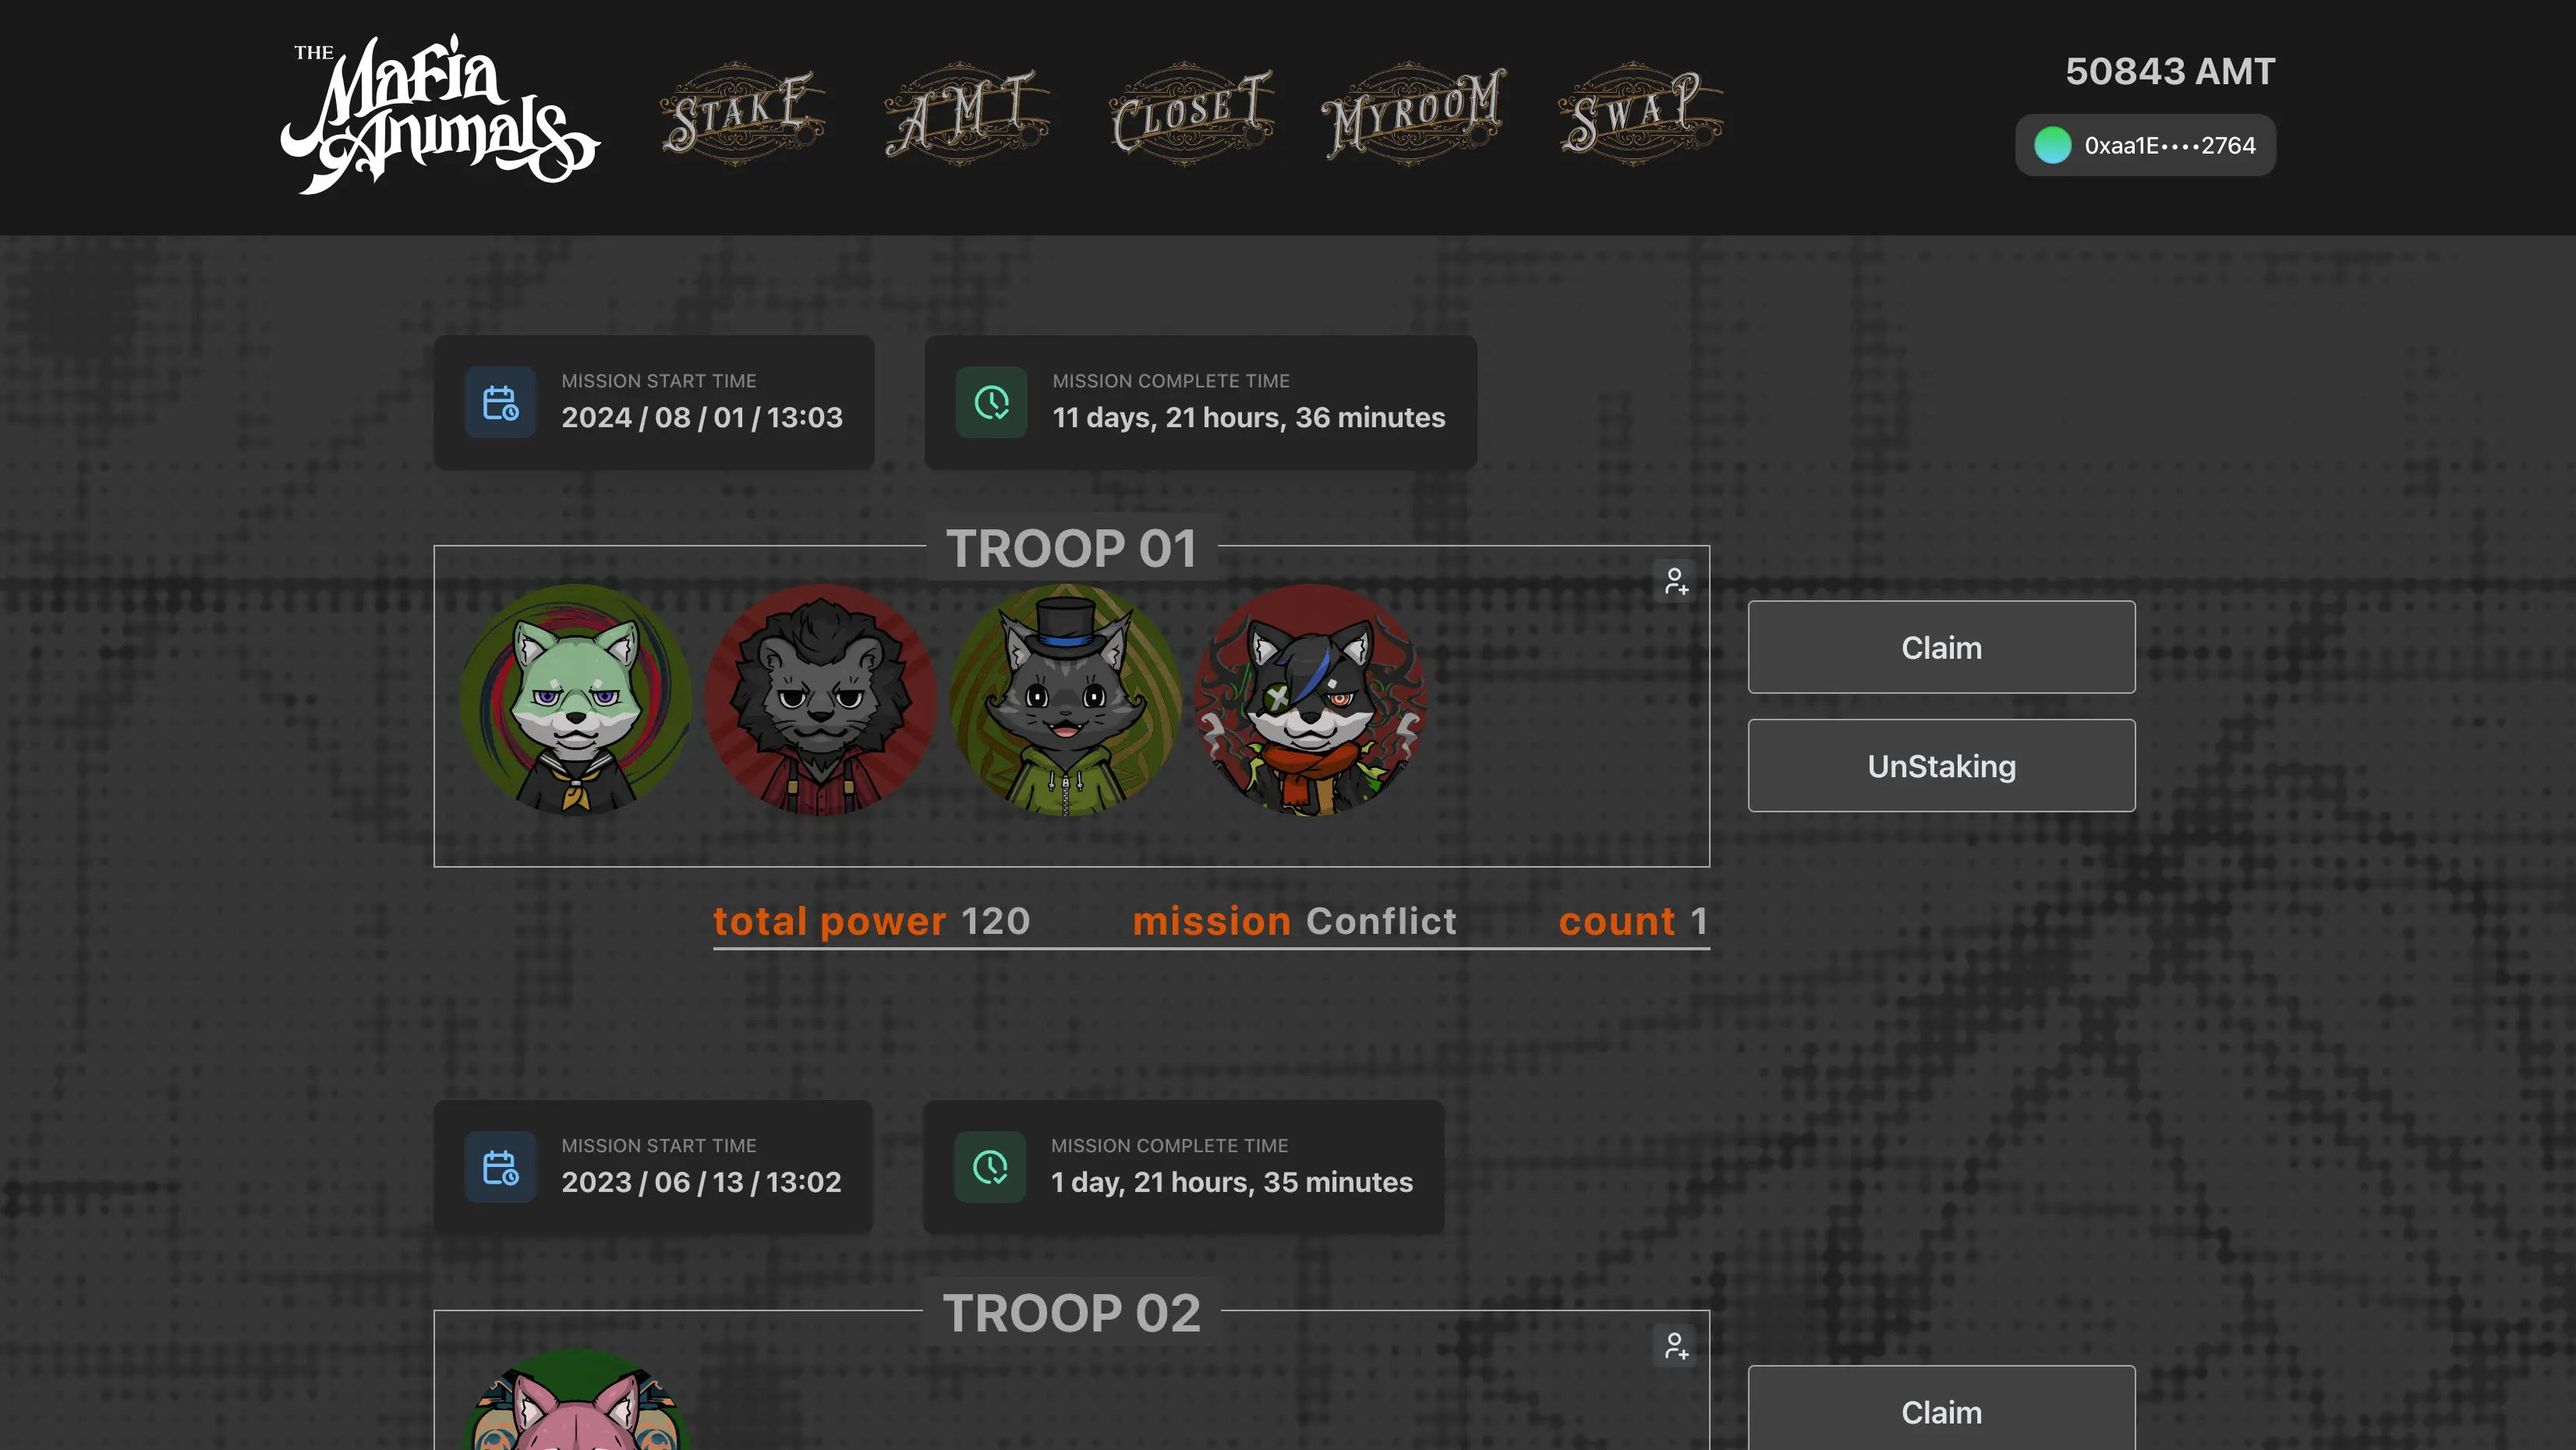 THE
Mafia
Animals
STAKE
AMT
CLOSET
MYROOM
SWAP
50843 AMT
0xaa1E····2764
MISSION START TIME
2024 / 08 / 01 / 13:03
MISSION COMPLETE TIME
11 days, 21 hours, 36 minutes
TROOP 01
Claim
UnStaking
total power 120
mission Conflict
count 1
MISSION START TIME
2023 / 06 / 13 / 13:02
MISSION COMPLETE TIME
1 day, 21 hours, 35 minutes
TROOP 02
Claim